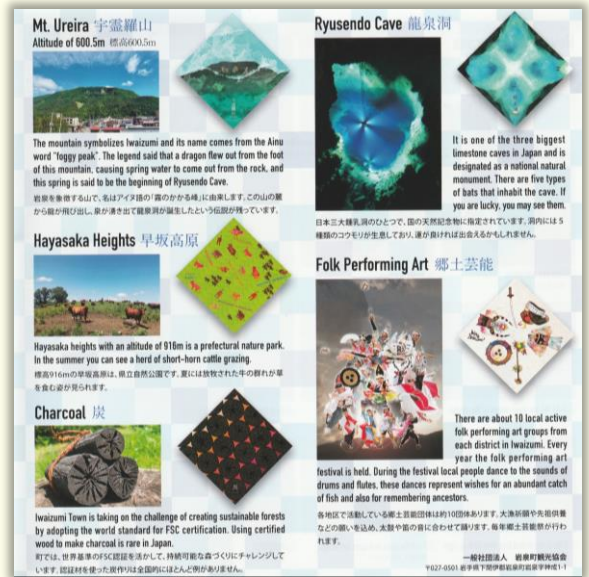 Mt. Ureira 宇霊羅山
Altitude of 600.5m 標高600.5m
The mountain symbolizes Iwaizumi and its name comes from the Ainu
word "foggy peak". The legend said that a dragon flew out from the foot
of this mountain, causing spring water to come out from the rock, and
this spring is said to be the beginning of Ryusendo Cave.
岩泉を象徴する山で、名はアイヌ語の「霧のかかる峰」に由来します。この山の麓
から龍が飛び出し、泉が湧き出て龍泉洞が誕生したという伝説が残っています。
Hayasaka Heights 早坂高原
Hayasaka heights with an altitude of 916m is a prefectural nature park.
In the summer you can see a herd of short-horn cattle grazing.
標高916mの早坂高原は、県立自然公園です。夏には放牧された牛の群れが草
を食む姿が見られます。
Charcoal 炭
Iwaizumi Town is taking on the challenge of creating sustainable forests
by adopting the world standard for FSC certification. Using certified
wood to make charcoal is rare in Japan.
町では、世界基準のFSC認証を活かして、持続可能な森づくりにチャレンジして
います。認証材を使った炭作りは全国的にほとんど例がありません。
Ryusendo Cave 龍泉洞
It is one of the three biggest
limestone caves in Japan and is
designated as a national natural
monument. There are five types
of bats that inhabit the cave. If
you are lucky, you may see them.
日本三大鍾乳洞のひとつで、国の天然記念物に指定されています。洞内には5
種類のコウモリが生息しており、運が良ければ出会えるかもしれません。
Folk Performing Art 郷土芸能
There are about 10 local active
folk performing art groups from
each district in Iwaizumi. Every
year the folk performing art
festival is held. During the festival local people dance to the sounds of
drums and flutes, these dances represent wishes for an abundant catch
of fish and also for remembering ancestors.
各地区で活動している郷土芸能団体は約10団体あります。大漁祈願や先祖供養
などの願いを込め、太鼓や笛の音に合わせて踊ります。毎年郷土芸能祭が行わ
れます。
一般社団法人 岩泉町観光協会
〒027-0501 岩手県下閉伊郡岩泉町岩泉字神成1-1